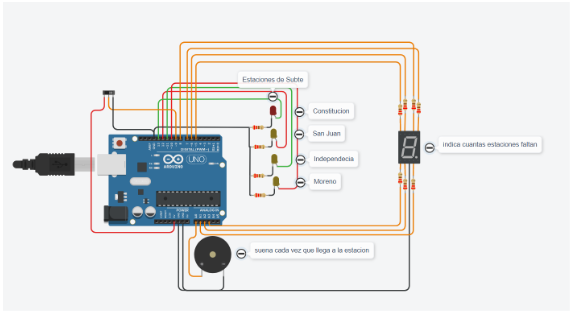 Estaciones de Subte
Constitucion
San Juan
Independecia
Moreno
indica cuantas estaciones faltan
suena cada vez que llega a la estacion
UNO
ARDUINO